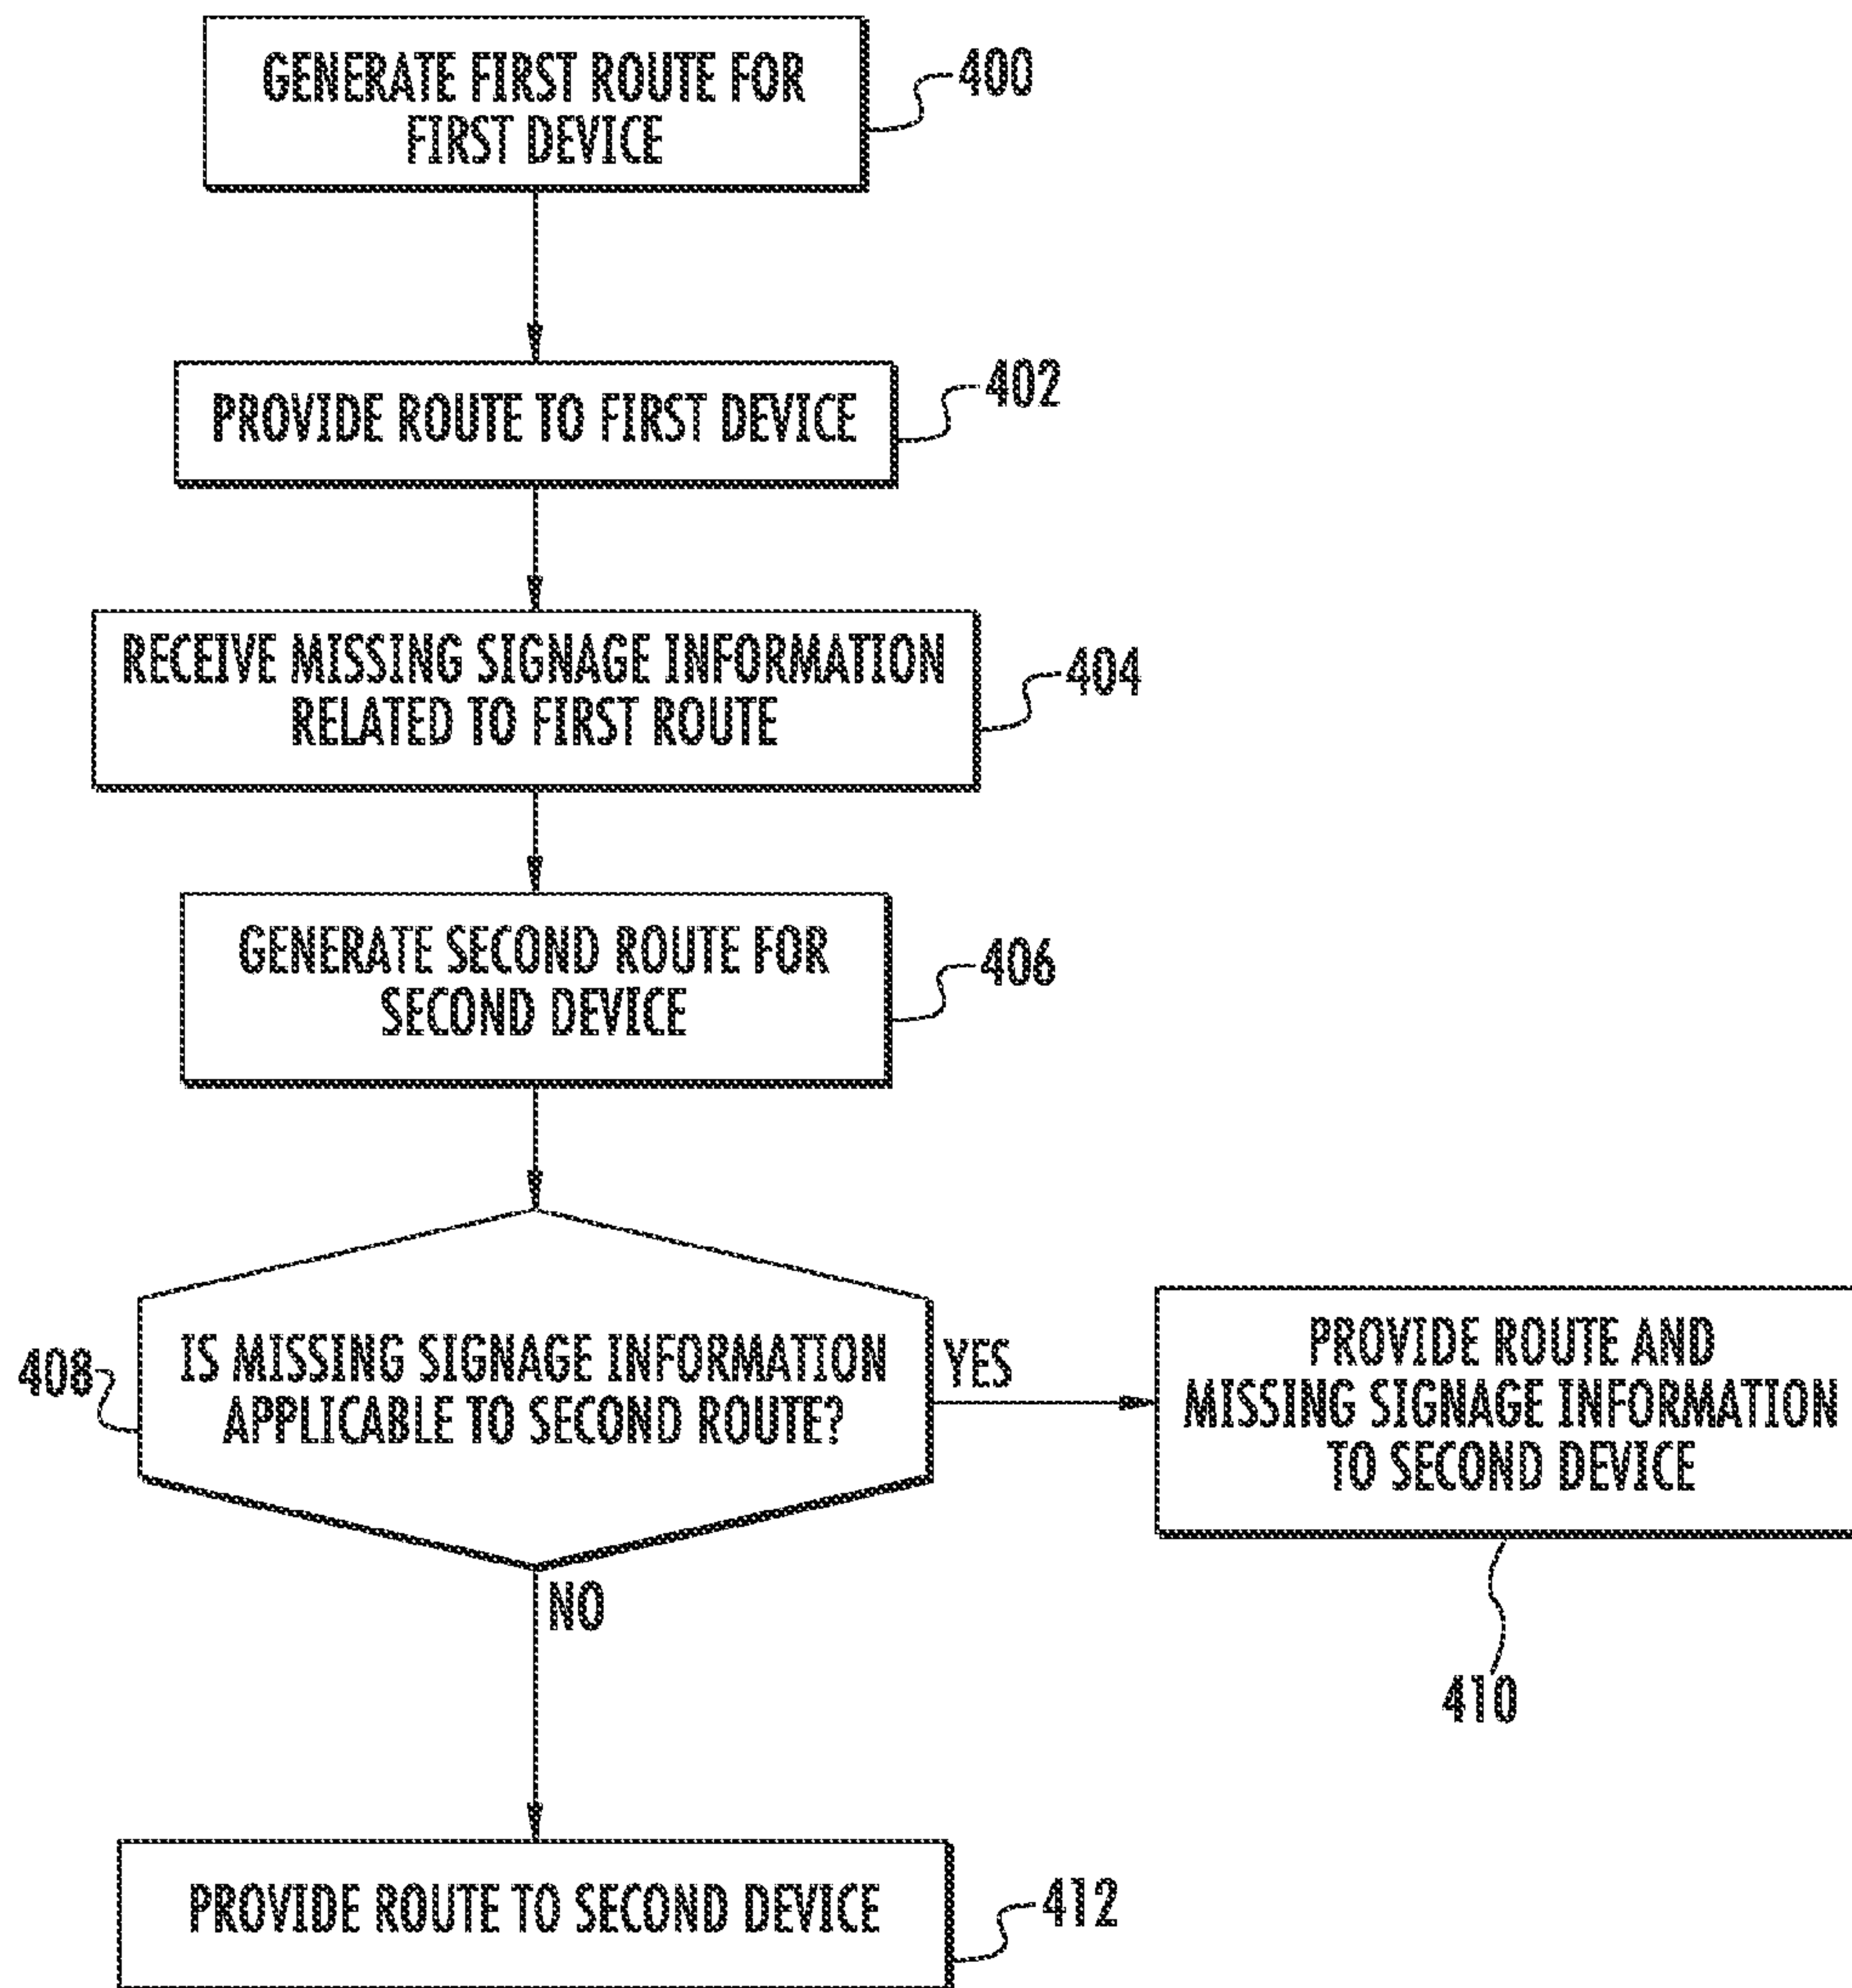 GENERATE FIRST ROUTE FOR
FIRST DEVICE
400
PROVIDE ROUTE TO FIRST DEVICE
402
RECEIVE MISSING SIGNAGE INFORMATION
RELATED TO FIRST ROUTE
404
GENERATE SECOND ROUTE FOR
SECOND DEVICE
406
408
IS MISSING SIGNAGE INFORMATION
APPLICABLE TO SECOND ROUTE?
YES
PROVIDE ROUTE AND
MISSING SIGNAGE INFORMATION
TO SECOND DEVICE
410
NO
PROVIDE ROUTE TO SECOND DEVICE
412